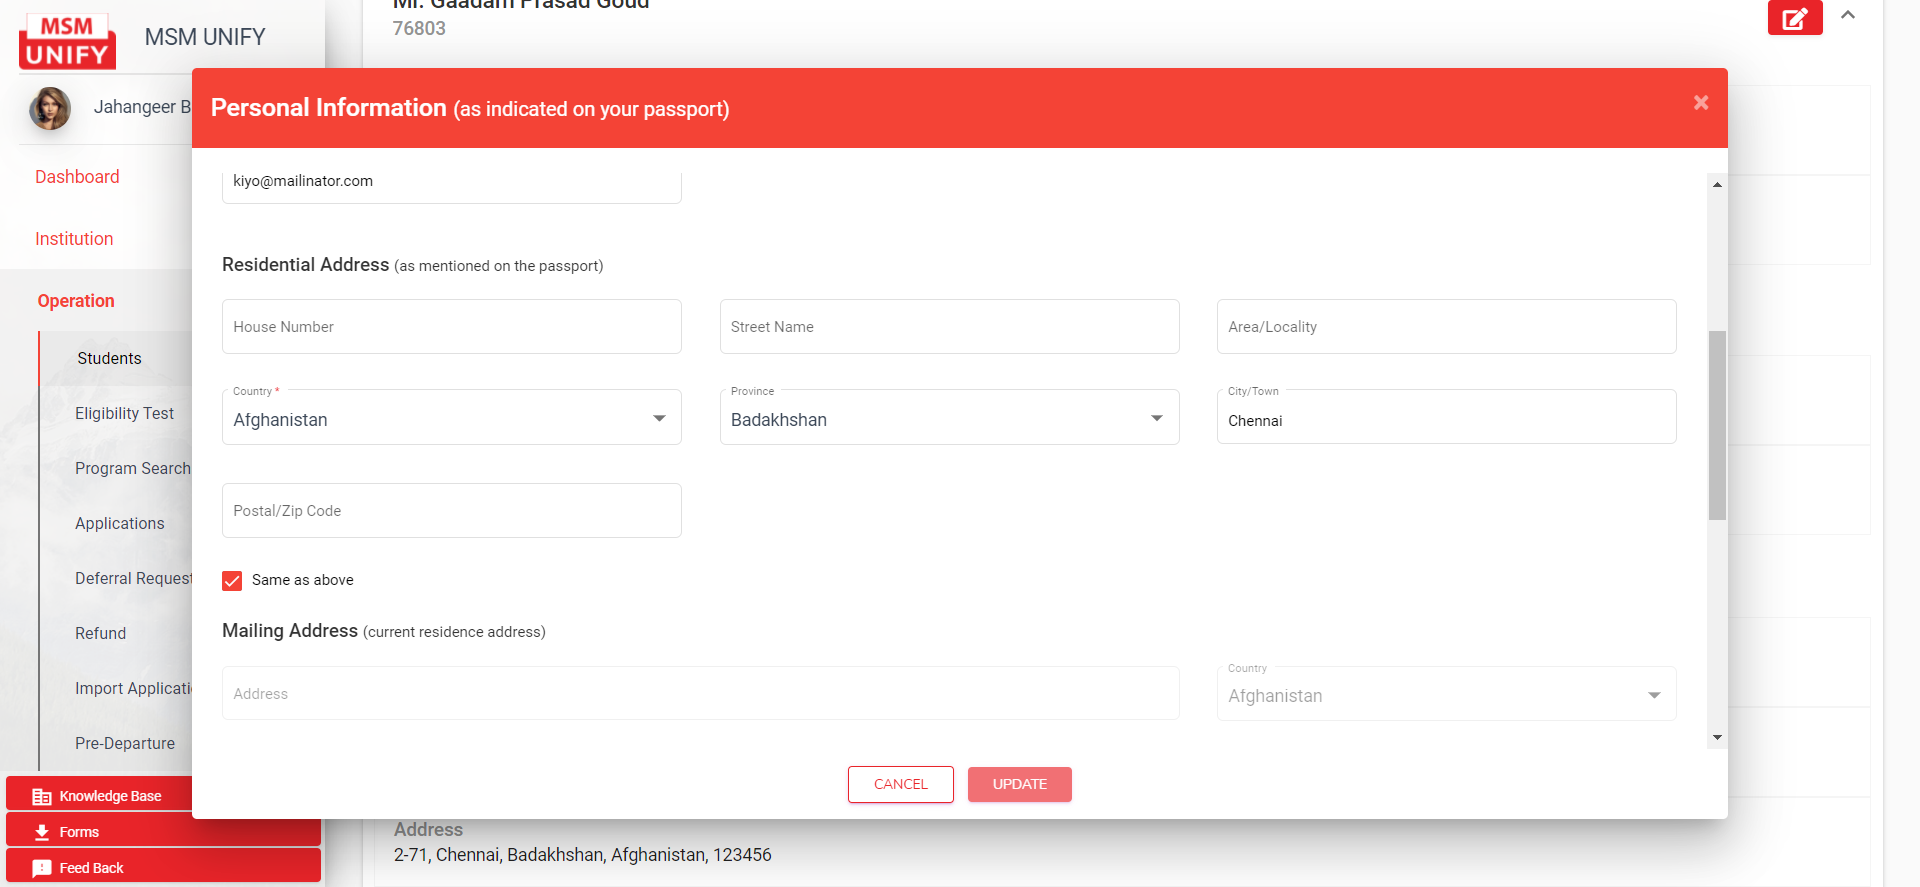 Mr. Gaadam Prasad Goud
76803
MSM
UNIFY
MSM UNIFY
Jahangeer B
Dashboard
Institution
Operation
Students
Eligibility Test
Program Search
Applications
Deferral Request
Refund
Import Applicati
Pre-Departure
Knowledge Base
Forms
Feed Back
Personal Information (as indicated on your passport)
×
kiyo@mailinator.com
Residential Address (as mentioned on the passport)
House Number
Street Name
Area/Locality
Country *
Afghanistan
Province
Badakhshan
City/Town
Chennai
Postal/Zip Code
Same as above
Mailing Address (current residence address)
Address
Country
Afghanistan
CANCEL
UPDATE
Address
2-71, Chennai, Badakhshan, Afghanistan, 123456